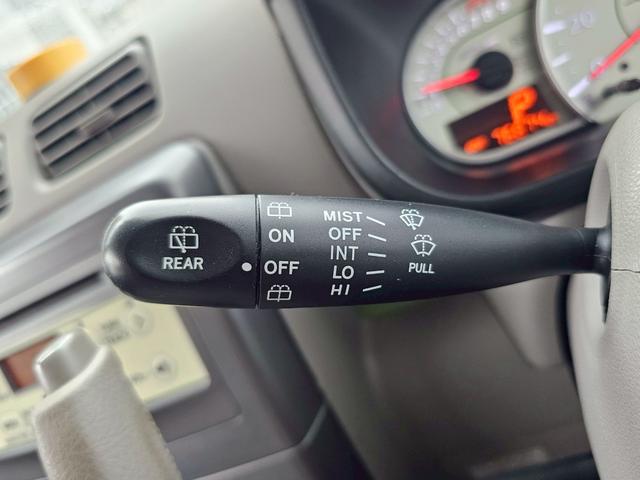 REAR
ON
OFF
MIST
OFF
INT
LO
HI
PULL
P